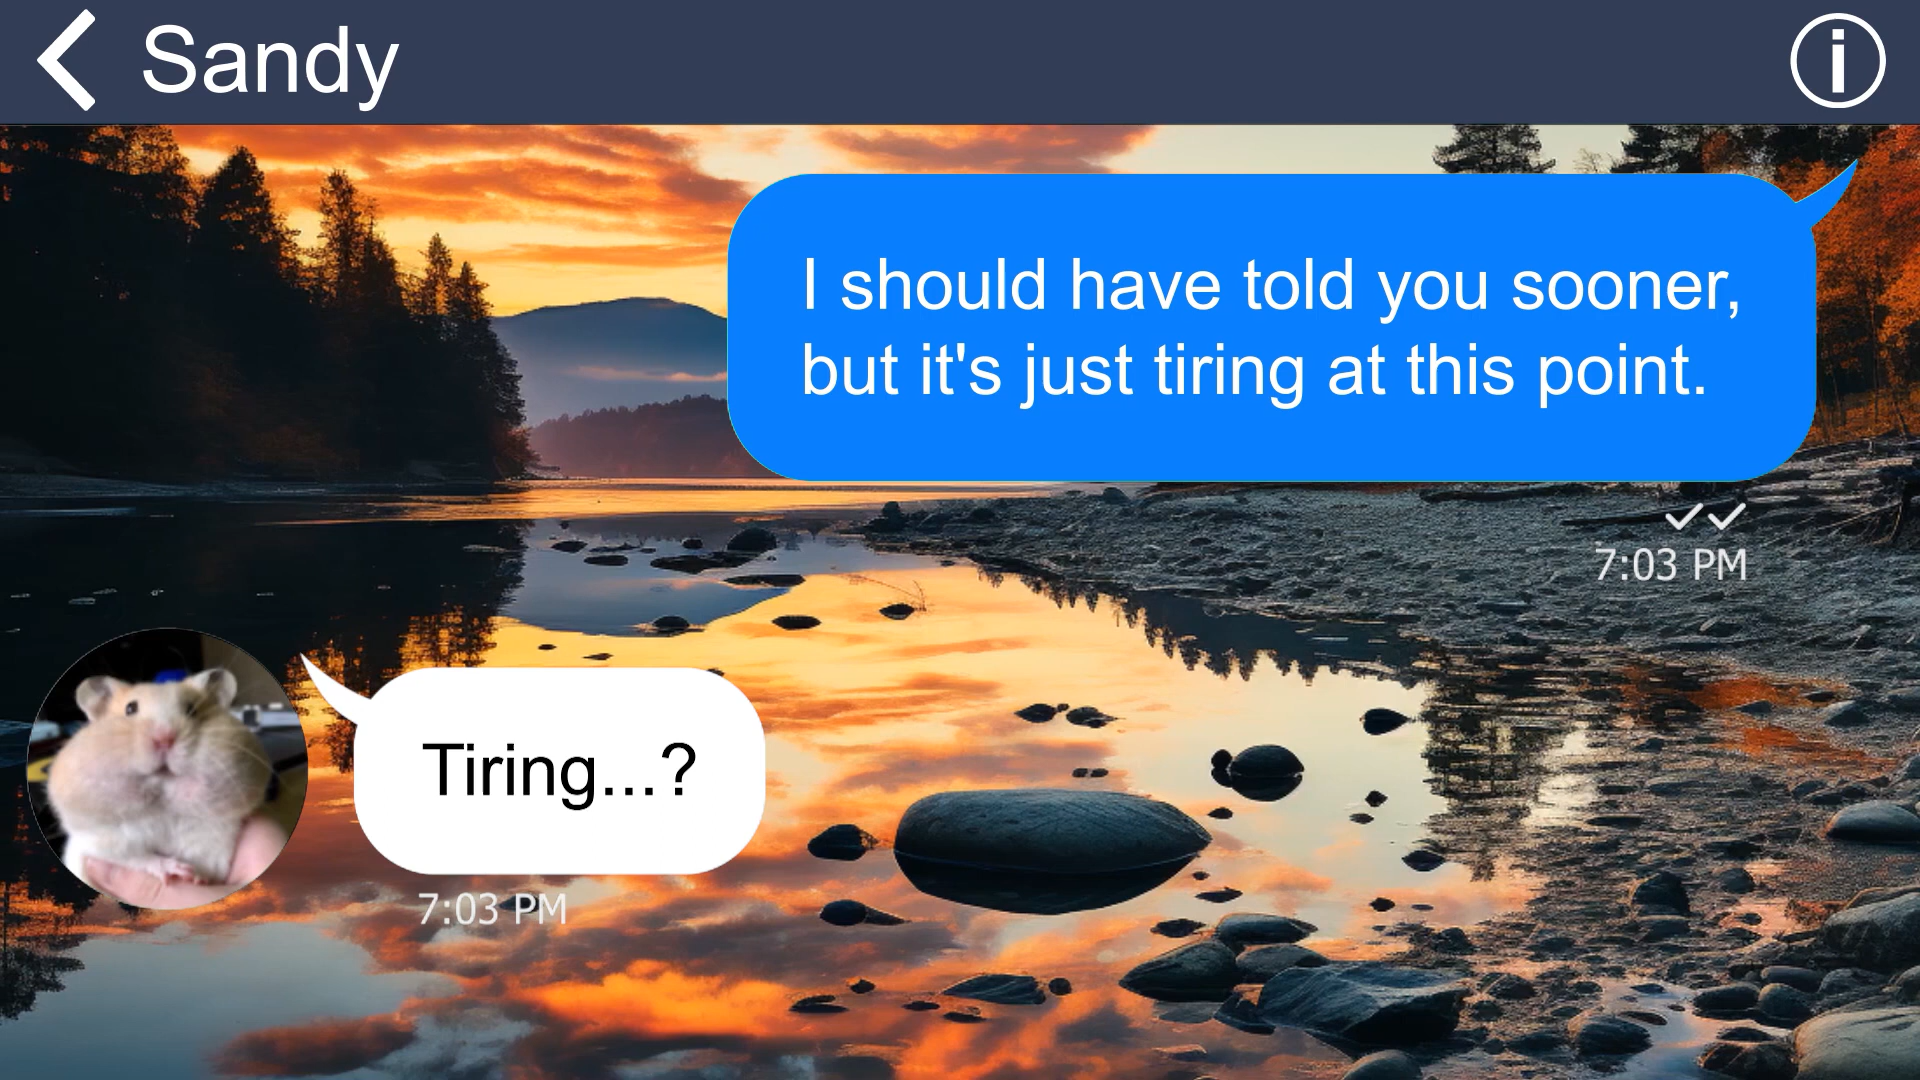 Sandy
I should have told you sooner,
but it's just tiring at this point.
7:03 PM
Tiring...?
7:03 PM